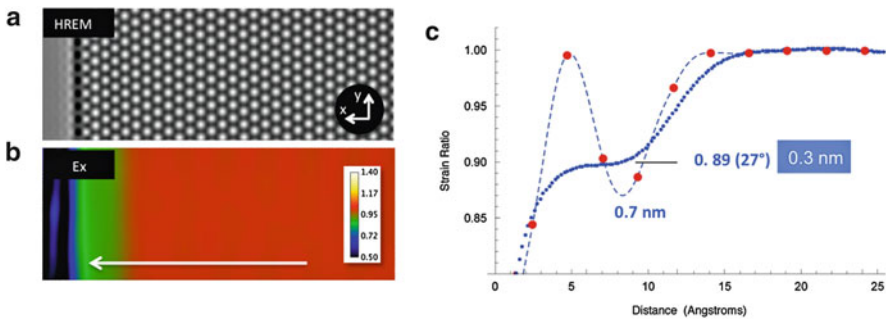 a
HREM
y
x
b
Ex
1.40
1.17
0.95
0.72
0.50
c
1.00
0.95
0.90
0.85
Strain Ratio
0. 89 (27°)
0.3 nm
0.7 nm
0
5
10
15
20
25
Distance (Angstroms)